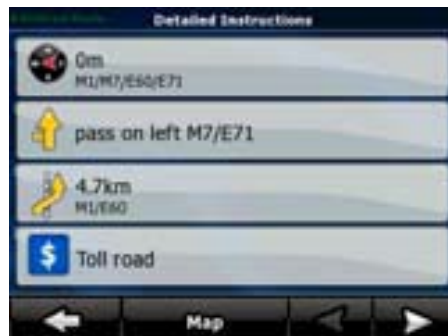 Detailed Instructions
0m
M1/M7/E60/E71
pass on left M7/E71
4.7km
M1/E60
$ Toll road
Map